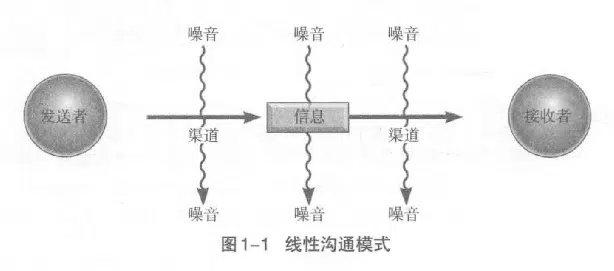 噪音 噪音 噪音
发送者 信息 接收者
渠道 渠道
噪音 噪音 噪音
图1-1 线性沟通模式